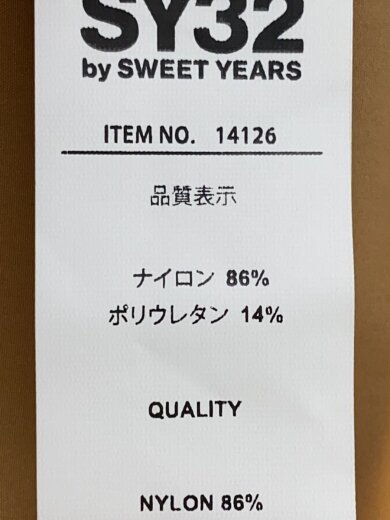 SY32
by SWEET YEARS
ITEM NO. 14126
品質表示
ナイロン 86%
ポリウレタン 14%
QUALITY
NYLON 86%